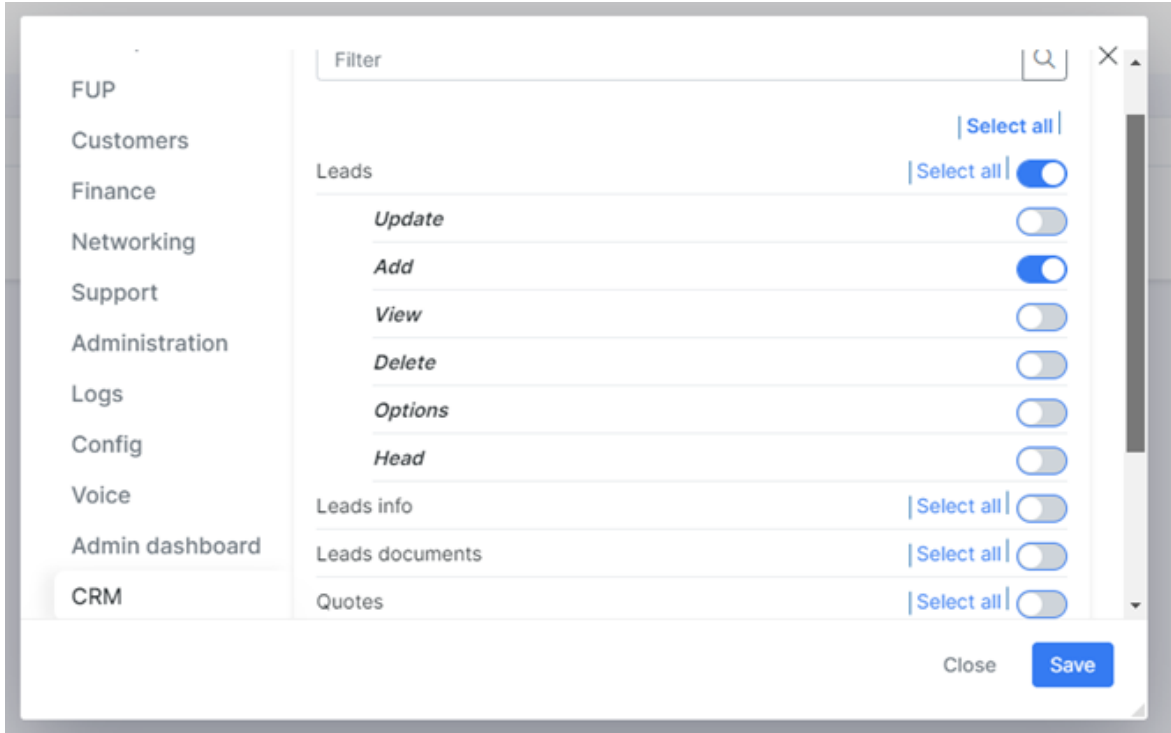 Filter
Select all
FUP
Customers
Finance
Networking
Support
Administration
Logs
Config
Voice
Admin dashboard
CRM
Leads Select all
Update
Add
View
Delete
Options
Head
Leads info Select all
Leads documents Select all
Quotes Select all
Close Save